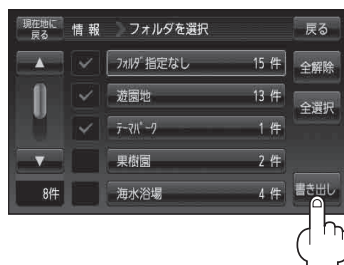 現在地に戻る 情報 フォルダを選択 戻る
フォルダ指定なし 15 件 全解除
遊園地 13 件 全選択
テーマパーク 1 件
果樹園 2 件
8件 海水浴場 4 件 書き出し